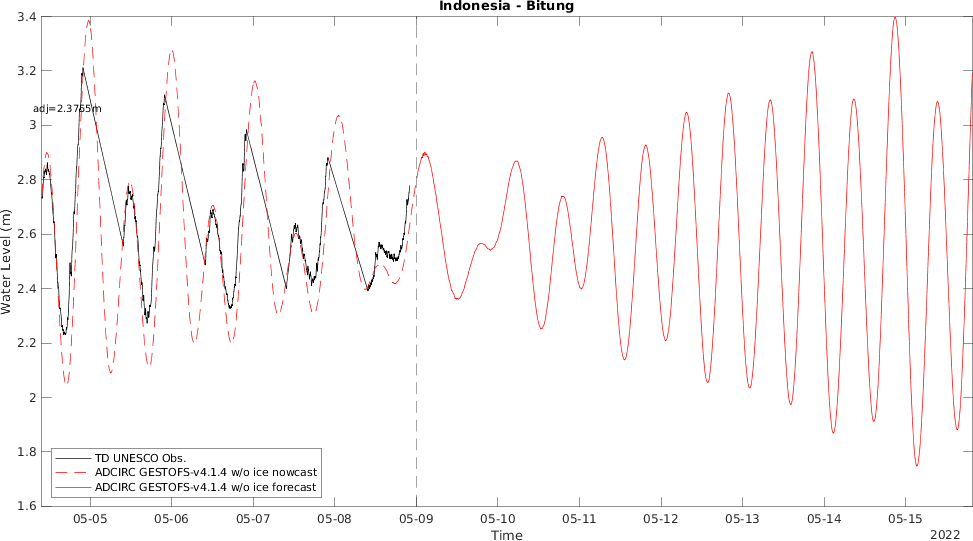 Indonesia - Bitung
3.4
3.2
adj=2.3765m
3
2.8
2.6
2.4
2.2
2
1.8
1.6
Water Level (m)
TD UNESCO Obs.
ADCIRC GESTOFS-v4.1.4 w/o ice nowcast
ADCIRC GESTOFS-v4.1.4 w/o ice forecast
05-05 05-06 05-07 05-08 05-09 05-10 05-11 05-12 05-13 05-14 05-15
Time
2022